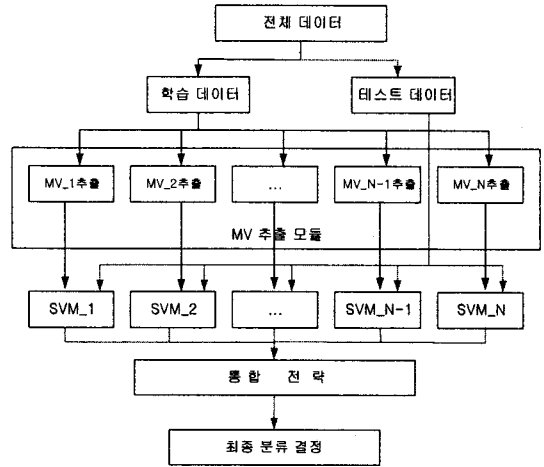 전체 데이터
학습 데이터
테스트 데이터
MV_1추출
MV_2추출
...
MV_N-1추출
MV_N추출
MV 추출 모듈
SVM_1
SVM_2
...
SVM_N-1
SVM_N
통합 전략
최종 분류 결정